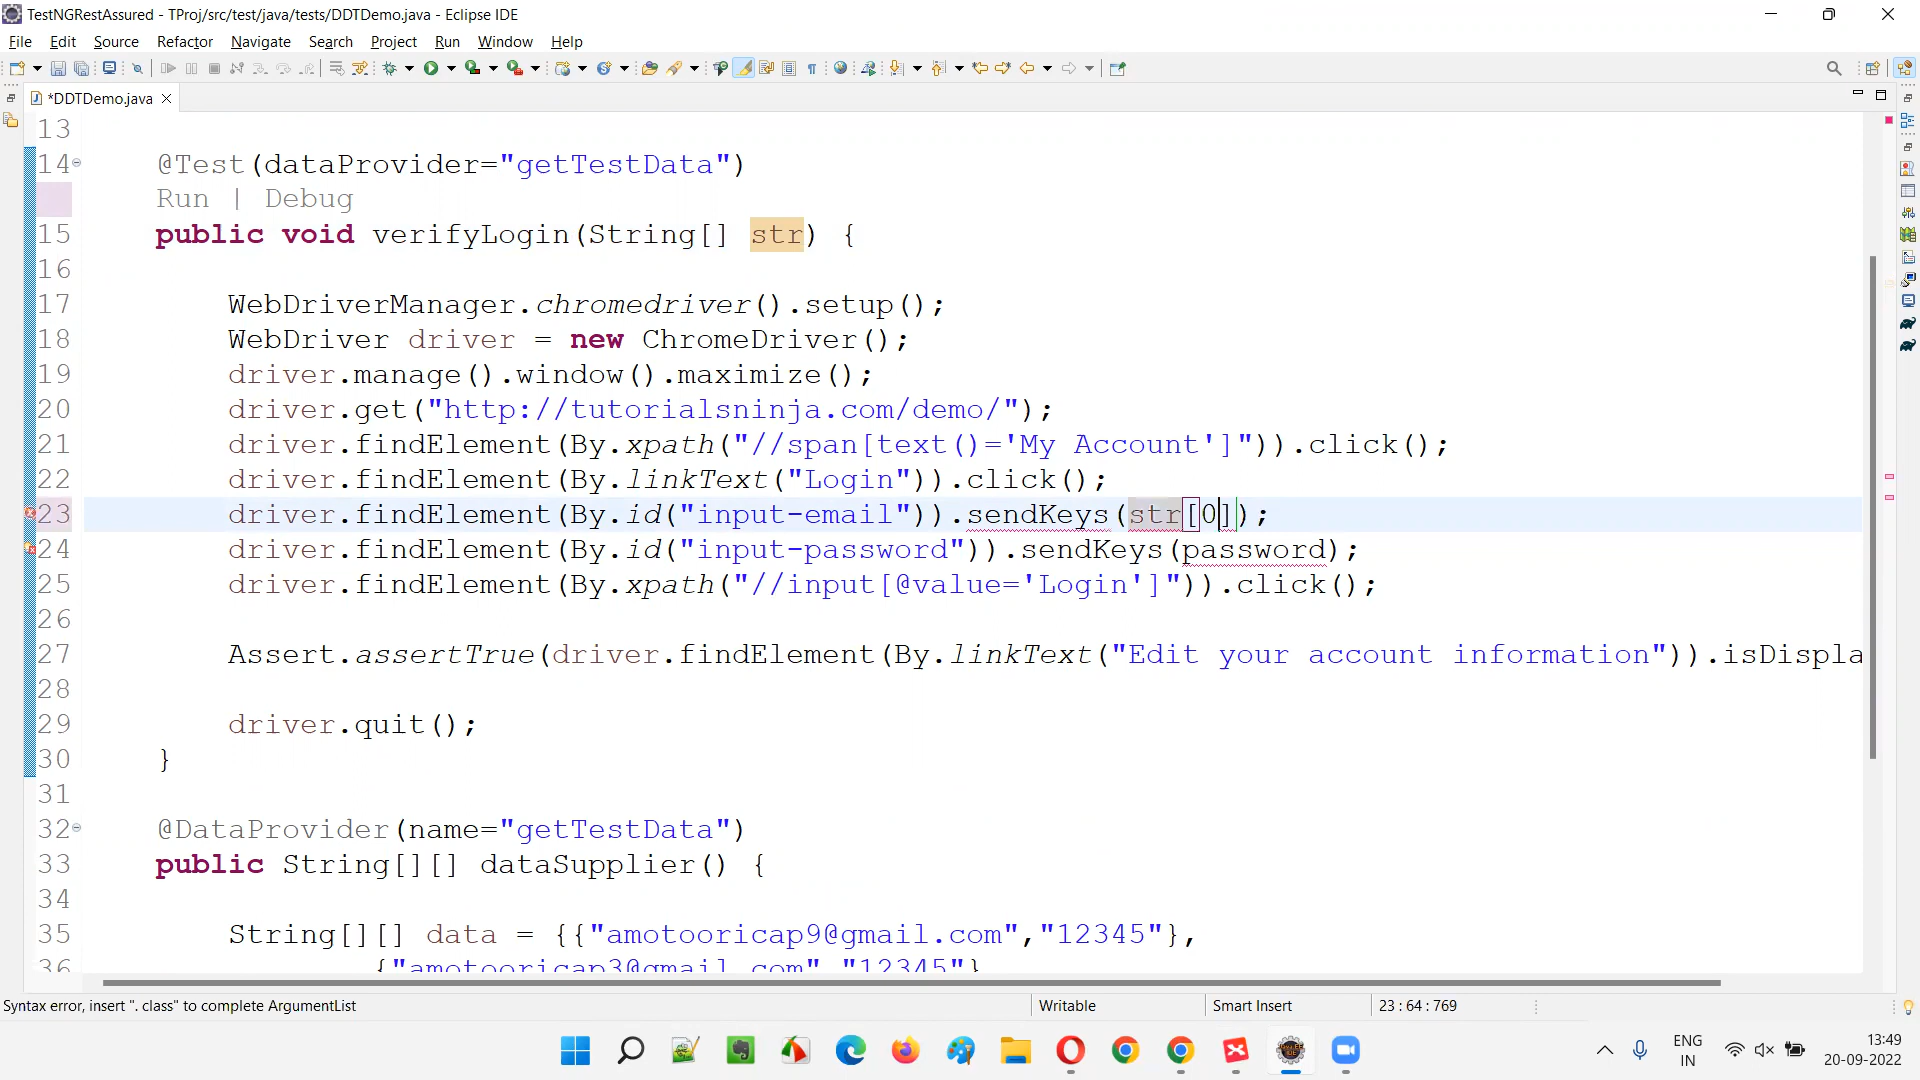 TestNGRestAssured - TProj/src/test/java/tests/DDTDemo.java - Eclipse IDE
File Edit Source Refactor Navigate Search Project Run Window Help
*DDTDemo.java
13
14 @Test(dataProvider="getTestData")
Run | Debug
15 public void verifyLogin(String[] str) {
16
17 WebDriverManager.chromedriver().setup();
18 WebDriver driver = new ChromeDriver();
19 driver.manage().window().maximize();
20 driver.get("http://tutorialsninja.com/demo/");
21 driver.findElement(By.xpath("//span[text()='My Account']")).click();
22 driver.findElement(By.linkText("Login")).click();
23 driver.findElement(By.id("input-email")).sendKeys(str[0]);
24 driver.findElement(By.id("input-password")).sendKeys(password);
25 driver.findElement(By.xpath("//input[@value='Login']")).click();
26
27 Assert.assertTrue(driver.findElement(By.linkText("Edit your account information")).isDispla
28
29 driver.quit();
30 }
31
32 @DataProvider(name="getTestData")
33 public String[][] dataSupplier() {
34
35 String[][] data = {{"amotooricap9@gmail.com","12345"},
36 {"amotooricap3@gmail.com","12345"}
Syntax error, insert ". class" to complete ArgumentList
Writable
Smart Insert
23 : 64 : 769
ENG
IN
13:49
20-09-2022